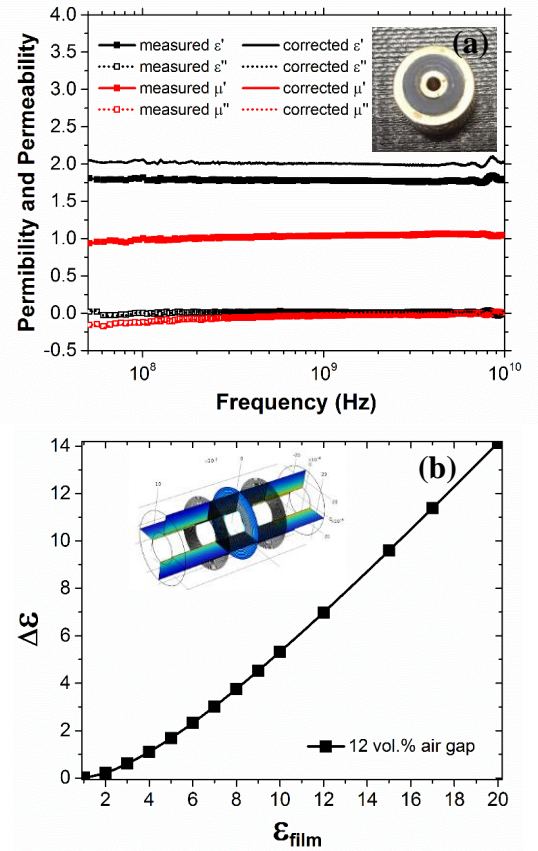 Permibility and Permeability
4.0
3.5
3.0
2.5
2.0
1.5
1.0
0.5
0.0
-0.5
measured ε' corrected ε'
measured ε'' corrected ε''
measured μ' corrected μ'
measured μ'' corrected μ''
(a)
10⁸ 10⁹ 10¹⁰
Frequency (Hz)
(b)
Δε
14
12
10
8
6
4
2
0
12 vol.% air gap
2 4 6 8 10 12 14 16 18 20
εfilm